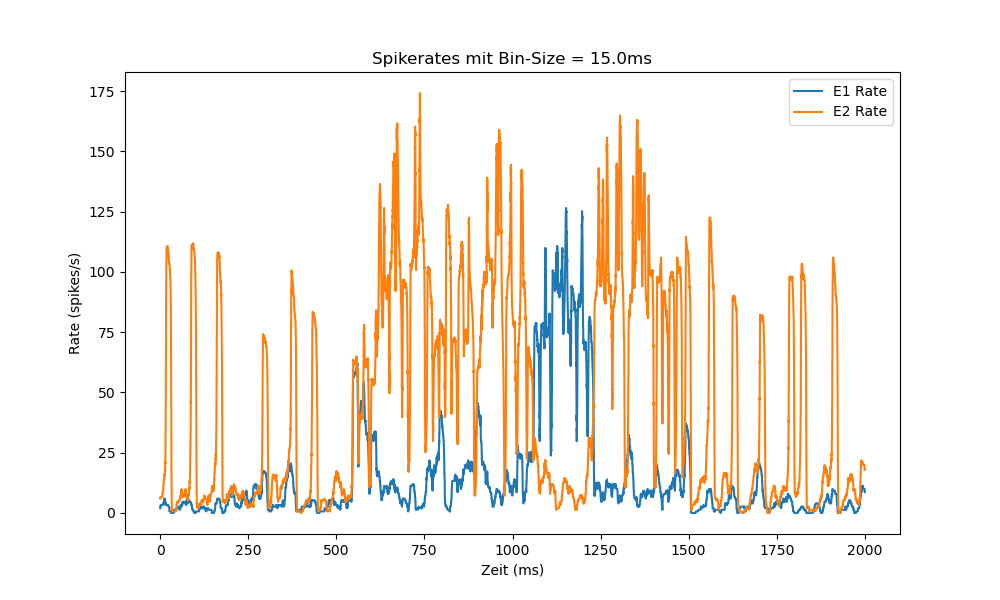 Spikerates mit Bin-Size = 15.0ms
E1 Rate
E2 Rate
Rate (spikes/s)
175
150
125
100
75
50
25
0
0 250 500 750 1000 1250 1500 1750 2000
Zeit (ms)